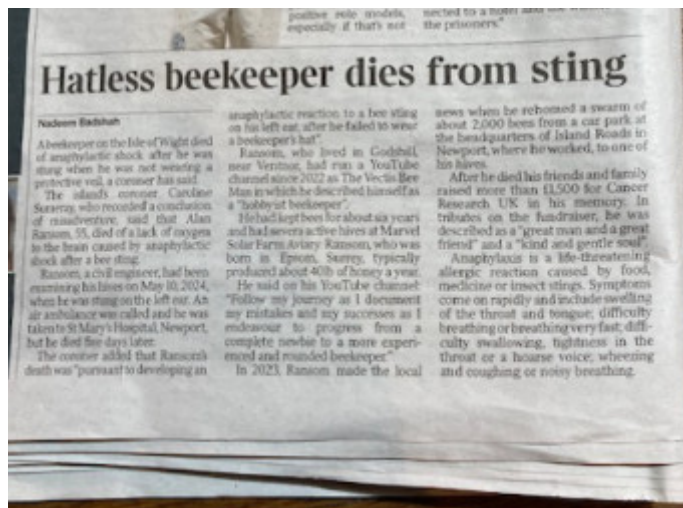 positive role models,
especially if that's not
nected to a hotel and the
the prisoners."
Hatless beekeeper dies from sting
Nadeem Badshah
A beekeeper on the Isle of Wight died
of anaphylactic shock after he was
stung when he was not wearing a
protective veil, a coroner has said.
The island's coroner, Caroline
Sumeray, who recorded a conclusion
of misadventure, said that Alan
Ransom, 55, died of a lack of oxygen
to the brain caused by anaphylactic
shock after a bee sting.
Ransom, a civil engineer, had been
examining his hives on May 10, 2024,
when he was stung on the left ear. An
air ambulance was called and he was
taken to St Mary's Hospital, Newport,
but he died five days later.
The coroner added that Ransom's
death was "pursuant to developing an
anaphylactic reaction to a bee sting
on his left ear, after he failed to wear
a beekeeper's hat".
Ransom, who lived in Godshill,
near Ventnor, had run a YouTube
channel since 2022 as The Vectis Bee
Man in which he described himself as
a "hobbyist beekeeper".
He had kept bees for about six years
and had several active hives at Marvel
Solar Farm Aviary. Ransom, who was
born in Epsom, Surrey, typically
produced about 40lb of honey a year.
He said on his YouTube channel:
"Follow my journey as I document
my mistakes and my successes as I
endeavour to progress from a
complete newbie to a more experi-
enced and rounded beekeeper."
In 2023, Ransom made the local
news when he rehomed a swarm of
about 2,000 bees from a car park at
the headquarters of Island Roads in
Newport, where he worked, to one of
his hives.
After he died his friends and family
raised more than £1,500 for Cancer
Research UK in his memory. In
tributes on the fundraiser, he was
described as a "great man and a great
friend" and a "kind and gentle soul".
Anaphylaxis is a life-threatening
allergic reaction caused by food,
medicine or insect stings. Symptoms
come on rapidly and include swelling
of the throat and tongue; difficulty
breathing or breathing very fast; diffi-
culty swallowing, tightness in the
throat or a hoarse voice; wheezing
and coughing or noisy breathing.